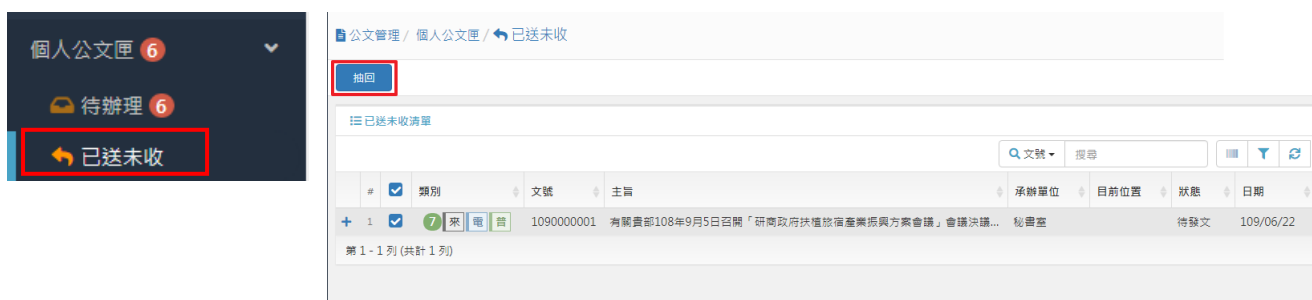 個人公文匣 6
待辦理 6
已送未收
公文管理 / 個人公文匣 / 已送未收
抽回
已送未收清單
文號 搜尋
# 類別 文號 主旨 承辦單位 目前位置 狀態 日期
1 7 來 電 普 1090000001 有關貴部108年9月5日召開「研商政府扶植旅宿產業振興方案會議」會議決議... 秘書室 待發文 109/06/22
第 1 - 1 列 (共計 1 列)